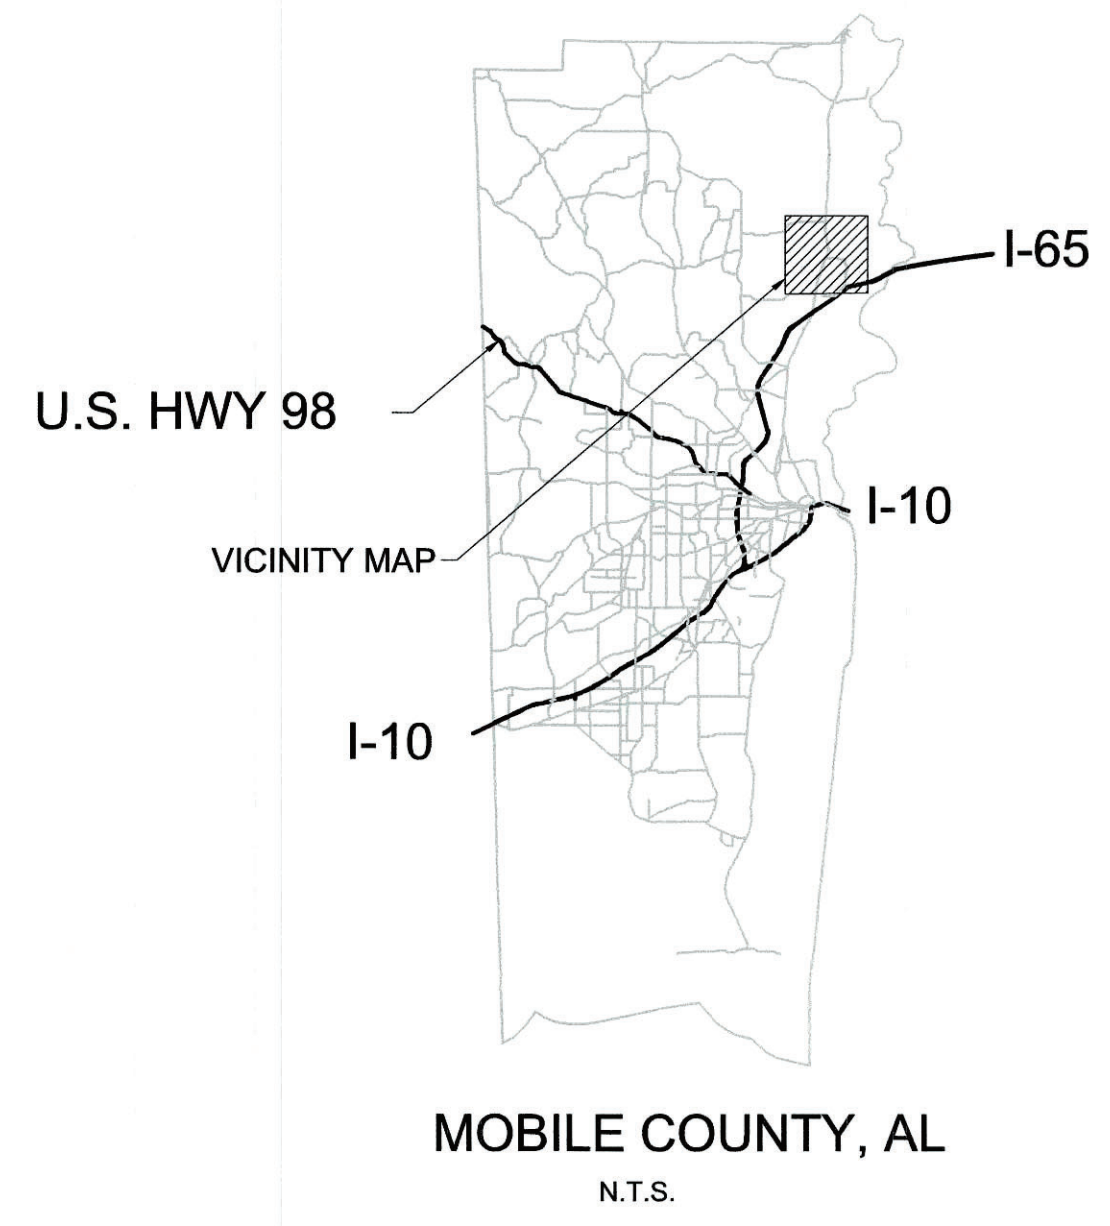 I-65
U.S. HWY 98
I-10
VICINITY MAP
I-10
MOBILE COUNTY, AL
N.T.S.